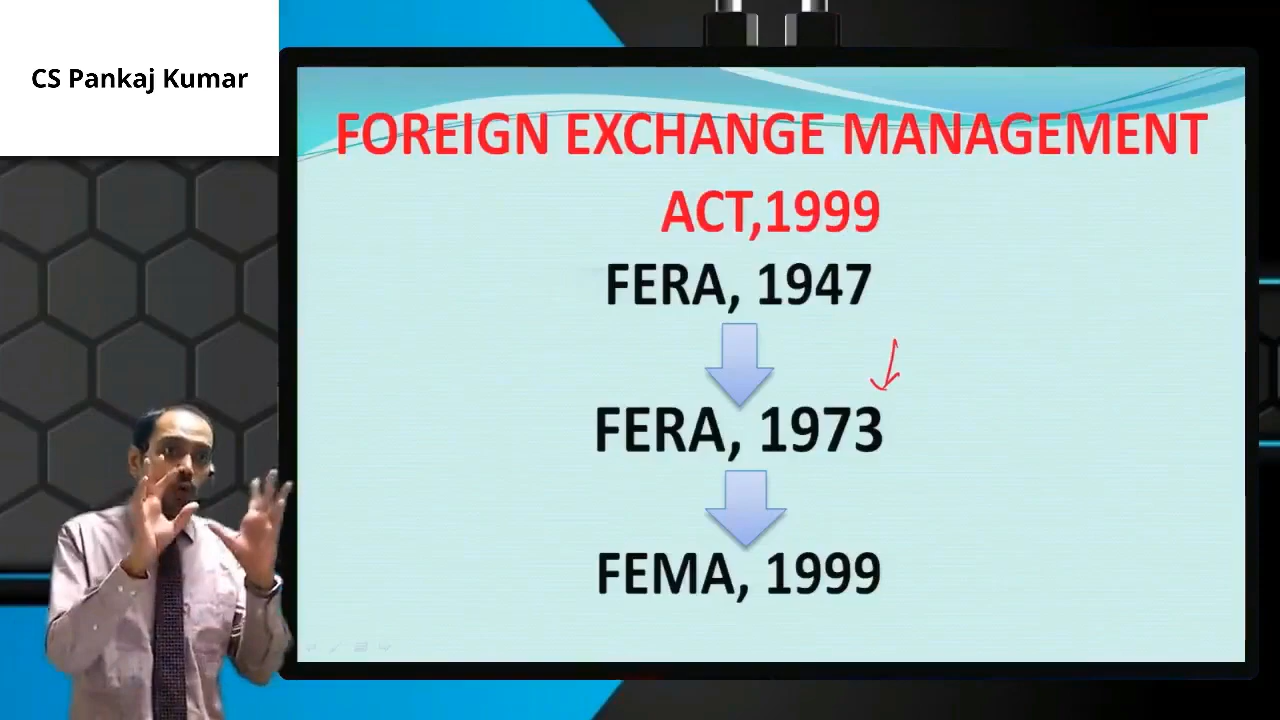 CS Pankaj Kumar
FOREIGN EXCHANGE MANAGEMENT
ACT,1999
FERA, 1947
FERA, 1973
FEMA, 1999